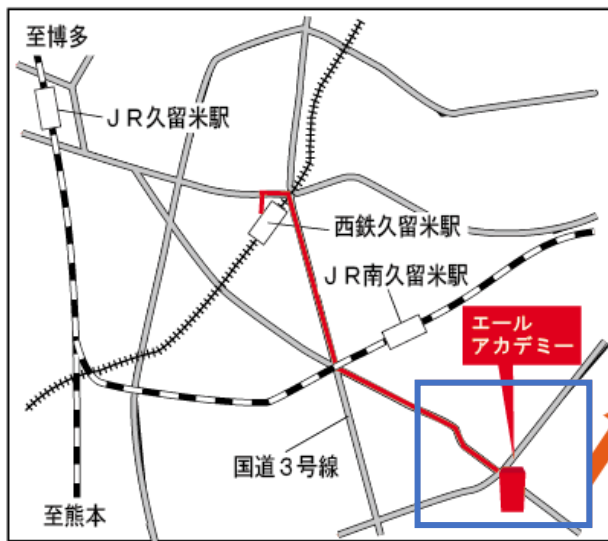 至博多
ＪＲ久留米駅
西鉄久留米駅
ＪＲ南久留米駅
エール
アカデミー
国道３号線
至熊本